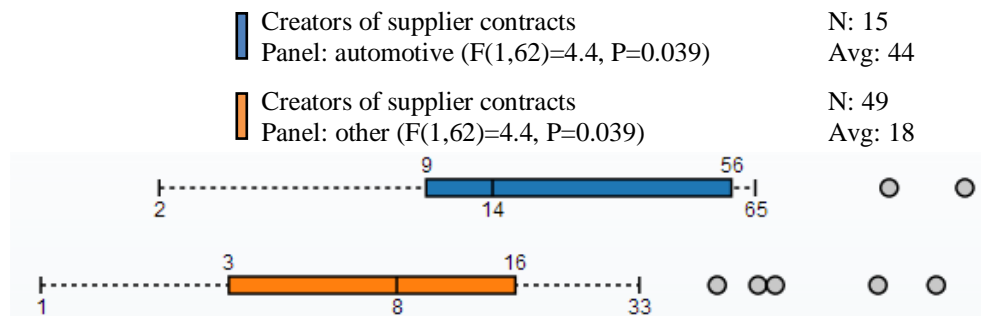 Creators of supplier contracts N: 15
Panel: automotive (F(1,62)=4.4, P=0.039) Avg: 44
Creators of supplier contracts N: 49
Panel: other (F(1,62)=4.4, P=0.039) Avg: 18
9 56
2 14 65
3 16
1 8 33